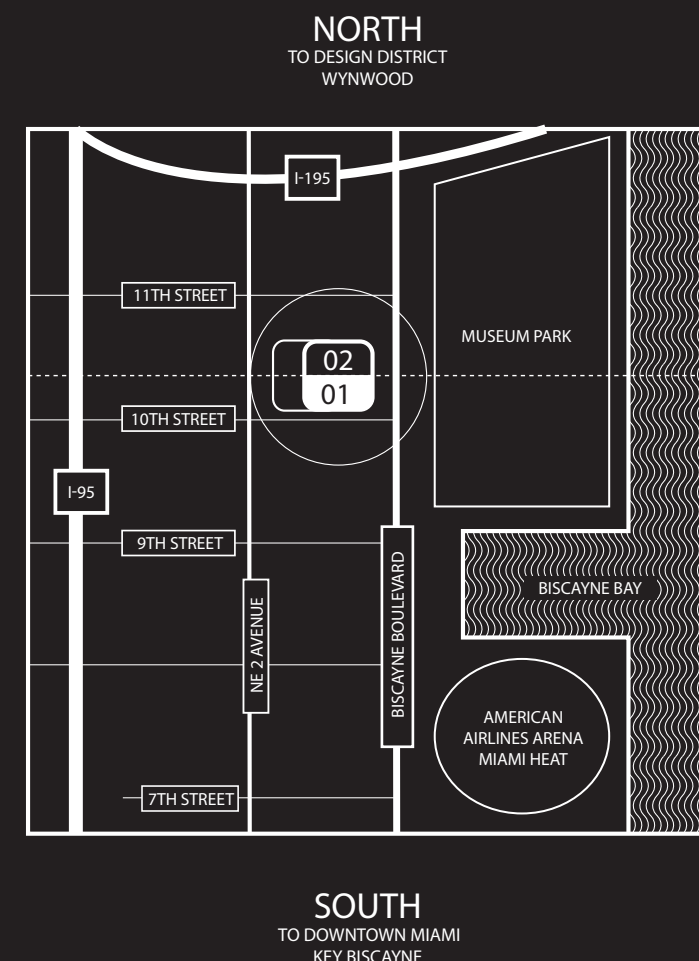 NORTH
TO DESIGN DISTRICT
WYNWOOD
I-195
11TH STREET
MUSEUM PARK
02
01
10TH STREET
I-95
9TH STREET
BISCAYNE BAY
NE 2 AVENUE
BISCAYNE BOULEVARD
AMERICAN
AIRLINES ARENA
MIAMI HEAT
7TH STREET
SOUTH
TO DOWNTOWN MIAMI
KEY BISCAYNE